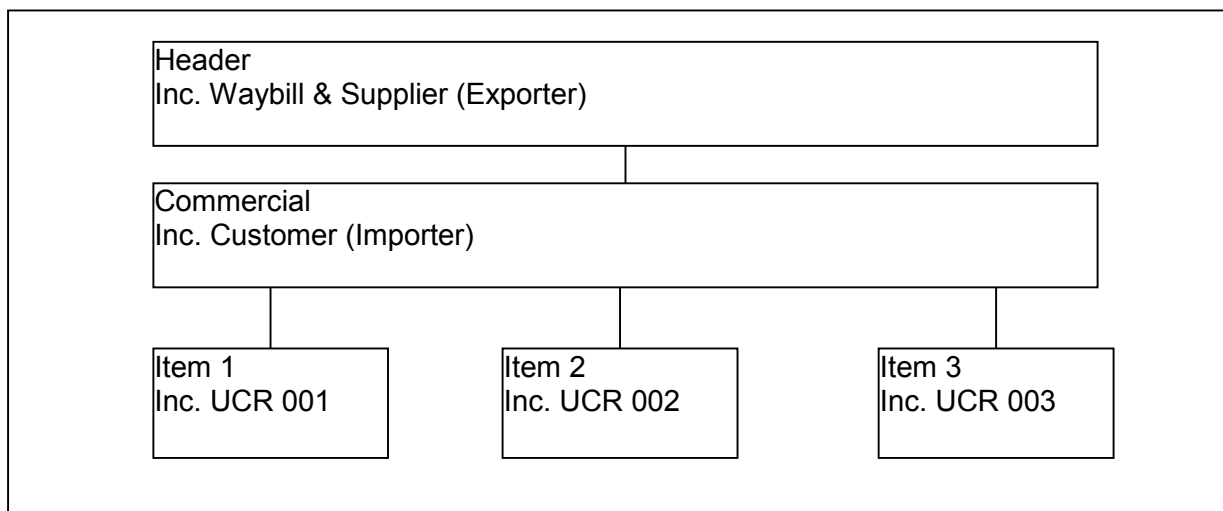 Header
Inc. Waybill & Supplier (Exporter)
Commercial
Inc. Customer (Importer)
Item 1
Inc. UCR 001
Item 2
Inc. UCR 002
Item 3
Inc. UCR 003